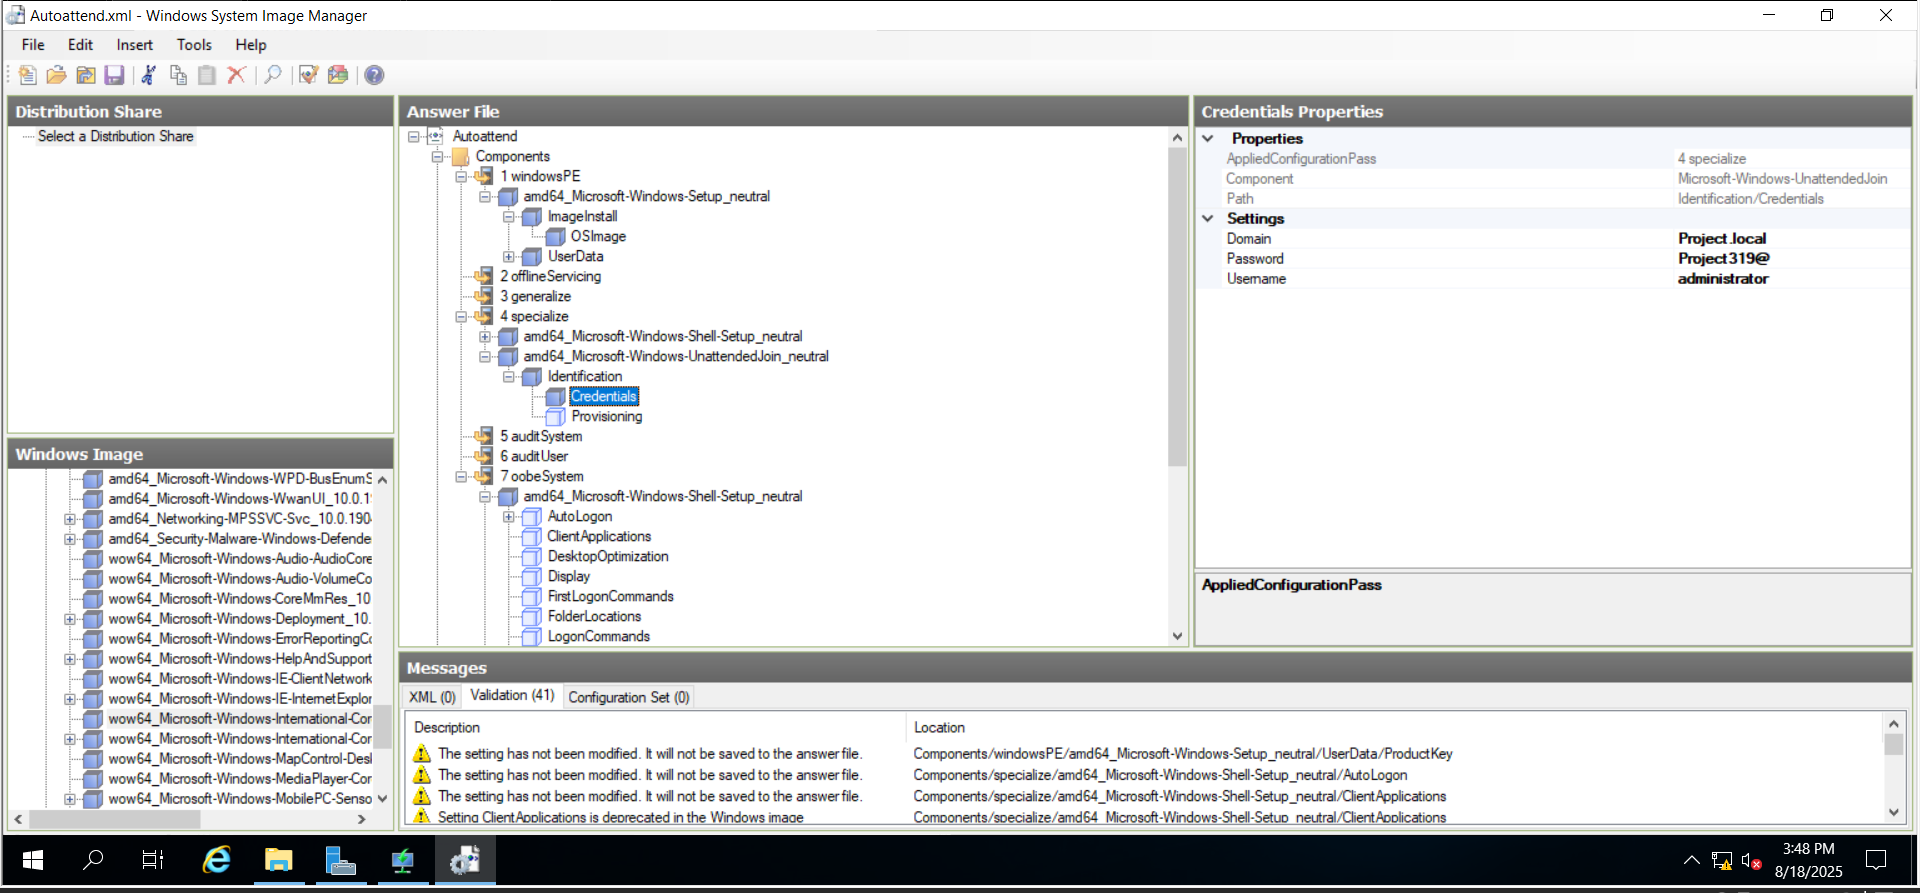 Autoattend.xml - Windows System Image Manager
File Edit Insert Tools Help
Distribution Share
Select a Distribution Share
Windows Image
amd64_Microsoft-Windows-WPD-BusEnumS
amd64_Microsoft-Windows-WwanUI_10.0.1
amd64_Networking-MPSSVC-Svc_10.0.190
amd64_Security-Malware-Windows-Defende
wow64_Microsoft-Windows-Audio-AudioCore
wow64_Microsoft-Windows-Audio-VolumeCo
wow64_Microsoft-Windows-CoreMmRes_10
wow64_Microsoft-Windows-Deployment_10.
wow64_Microsoft-Windows-ErrorReportingCo
wow64_Microsoft-Windows-HelpAndSupport
wow64_Microsoft-Windows-IE-ClientNetwork
wow64_Microsoft-Windows-IE-InternetExplor
wow64_Microsoft-Windows-International-Cor
wow64_Microsoft-Windows-International-Cor
wow64_Microsoft-Windows-MapControl-Desk
wow64_Microsoft-Windows-MediaPlayer-Cor
wow64_Microsoft-Windows-MobilePC-Senso
Answer File
Autoattend
Components
1 windowsPE
amd64_Microsoft-Windows-Setup_neutral
ImageInstall
OSImage
UserData
2 offlineServicing
3 generalize
4 specialize
amd64_Microsoft-Windows-Shell-Setup_neutral
amd64_Microsoft-Windows-UnattendedJoin_neutral
Identification
Credentials
Provisioning
5 auditSystem
6 auditUser
7 oobeSystem
amd64_Microsoft-Windows-Shell-Setup_neutral
AutoLogon
ClientApplications
DesktopOptimization
Display
FirstLogonCommands
FolderLocations
LogonCommands
Credentials Properties
Properties
AppliedConfigurationPass 4 specialize
Component Microsoft-Windows-UnattendedJoin
Path Identification/Credentials
Settings
Domain Project.local
Password Project319@
Username administrator
AppliedConfigurationPass
Messages
XML (0) Validation (41) Configuration Set (0)
Description Location
The setting has not been modified. It will not be saved to the answer file. Components/windowsPE/amd64_Microsoft-Windows-Setup_neutral/UserData/ProductKey
The setting has not been modified. It will not be saved to the answer file. Components/specialize/amd64_Microsoft-Windows-Shell-Setup_neutral/AutoLogon
The setting has not been modified. It will not be saved to the answer file. Components/specialize/amd64_Microsoft-Windows-Shell-Setup_neutral/ClientApplications
Setting ClientApplications is deprecated in the Windows image Components/specialize/amd64_Microsoft-Windows-Shell-Setup_neutral/ClientApplications
3:48 PM
8/18/2025